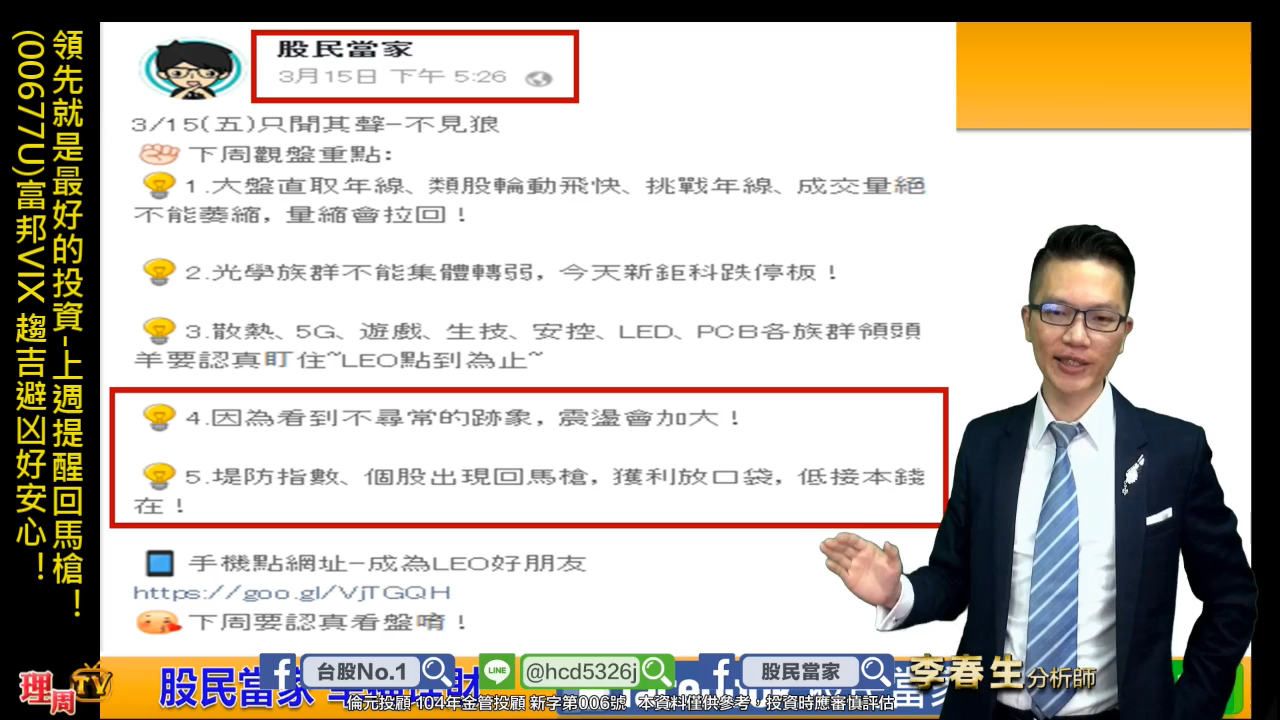 領先就是最好的投資-上週提醒回馬槍！
(00677U)富邦VIX 趨吉避凶好安心！
股民當家
3月15日 下午 5:26
3/15(五)只聞其聲-不見狼
下周觀盤重點:
1.大盤直取年線、類股輪動飛快、挑戰年線、成交量絕
不能萎縮，量縮會拉回！
2.光學族群不能集體轉弱，今天新鉅科跌停板！
3.散熱、5G、遊戲、生技、安控、LED、PCB各族群領頭
羊要認真盯住~LEO點到為止~
4.因為看到不尋常的跡象，震盪會加大！
5.堤防指數、個股出現回馬槍，獲利放口袋，低接本錢
在！
手機點網址-成為LEO好朋友
https://goo.gl/VjTGQH
下周要認真看盤唷！
台股No.1
LINE
@hcd5326j
股民當家
李春生分析師
理周TV
股民當家
倫元投顧 104年金管投顧 新字第006號 本資料僅供參考，投資時應審慎評估